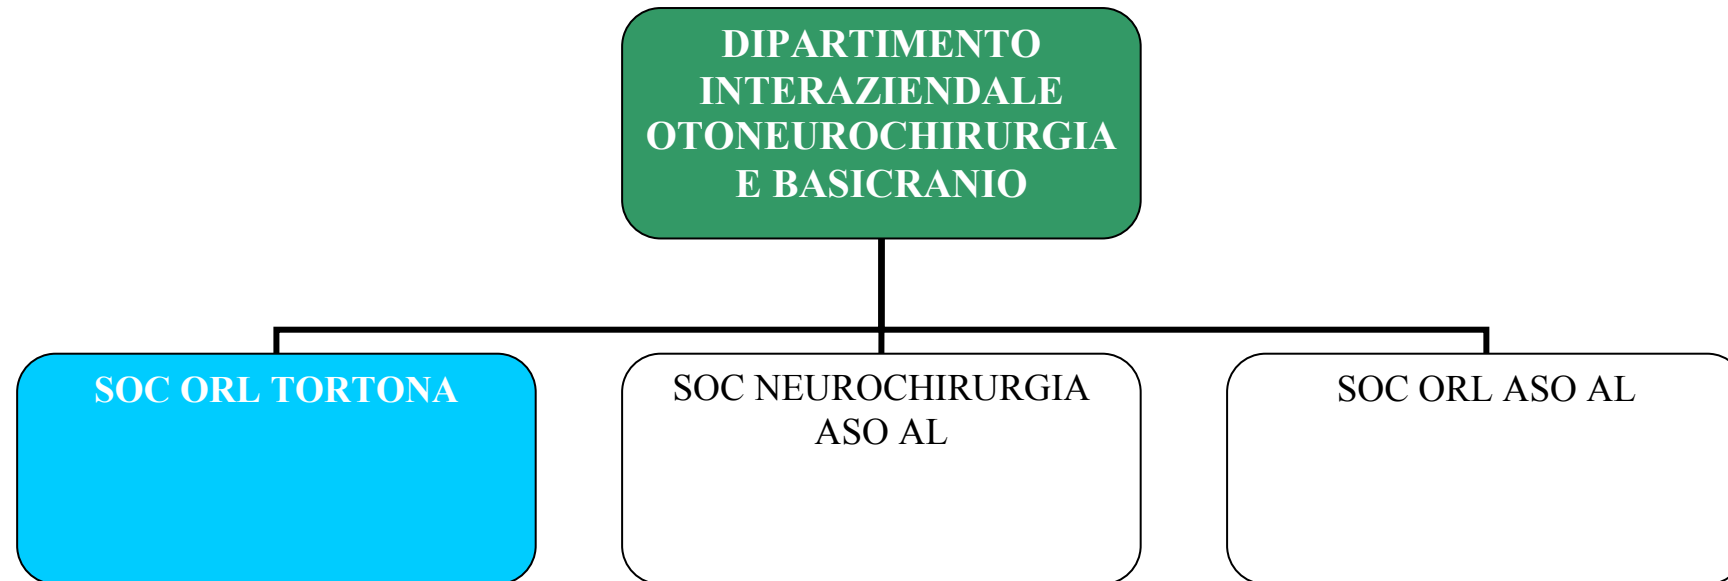 DIPARTIMENTO
INTERAZIENDALE
OTONEUROCHIRURGIA
E BASICRANIO
SOC ORL TORTONA
SOC NEUROCHIRURGIA
ASO AL
SOC ORL ASO AL